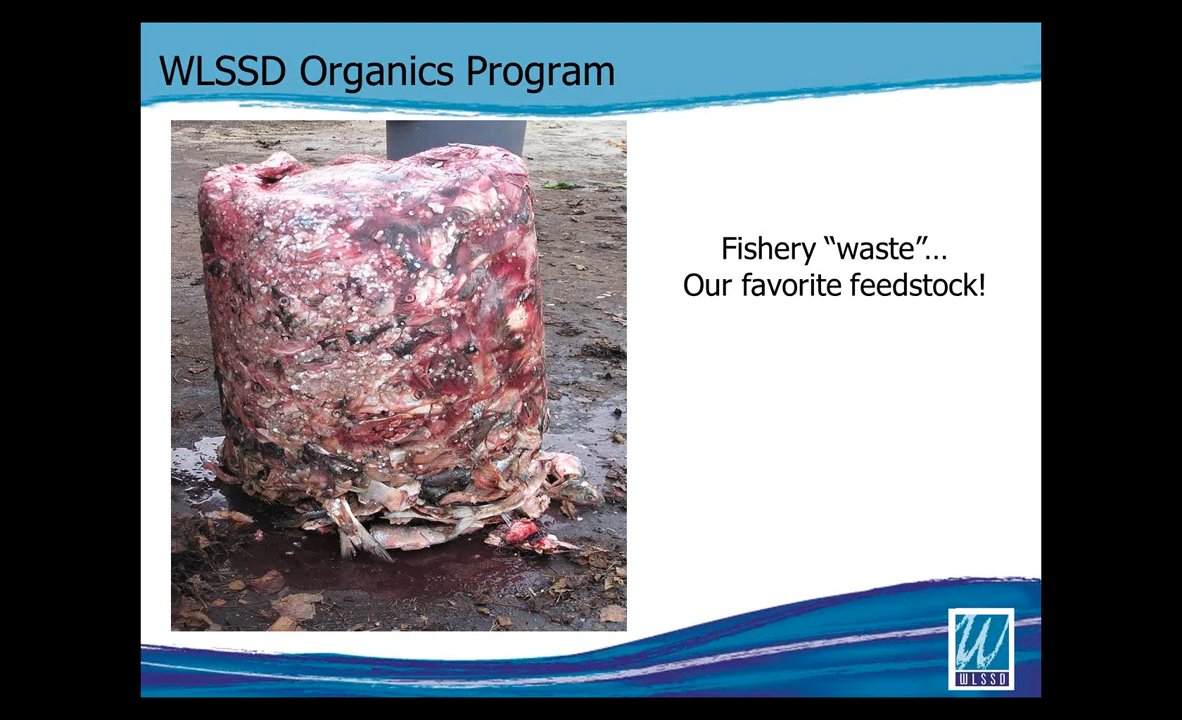 WLSSD Organics Program
Fishery “waste”…
Our favorite feedstock!
W
WLSSD